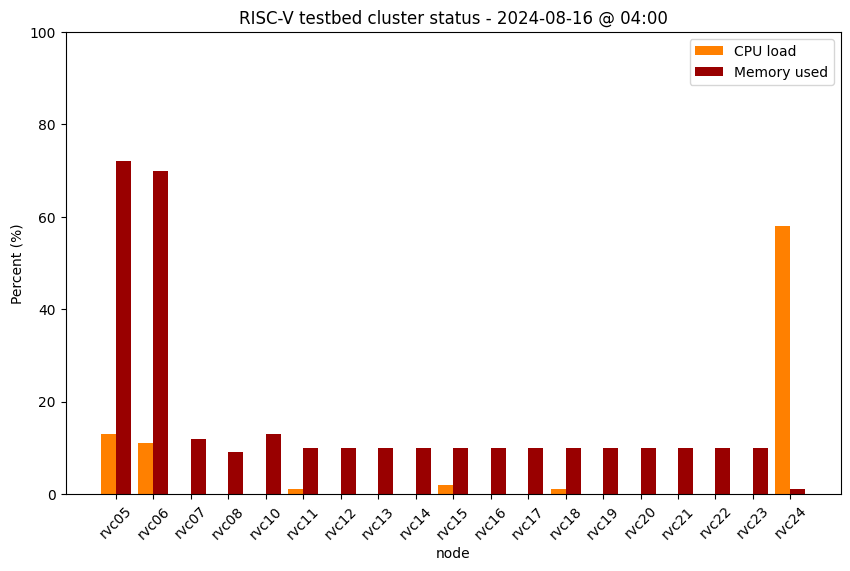 RISC-V testbed cluster status - 2024-08-16 @ 04:00
CPU load
Memory used
Percent (%)
100
80
60
40
20
0
rvc05
rvc06
rvc07
rvc08
rvc10
rvc11
rvc12
rvc13
rvc14
rvc15
rvc16
rvc17
rvc18
rvc19
rvc20
rvc21
rvc22
rvc23
rvc24
node